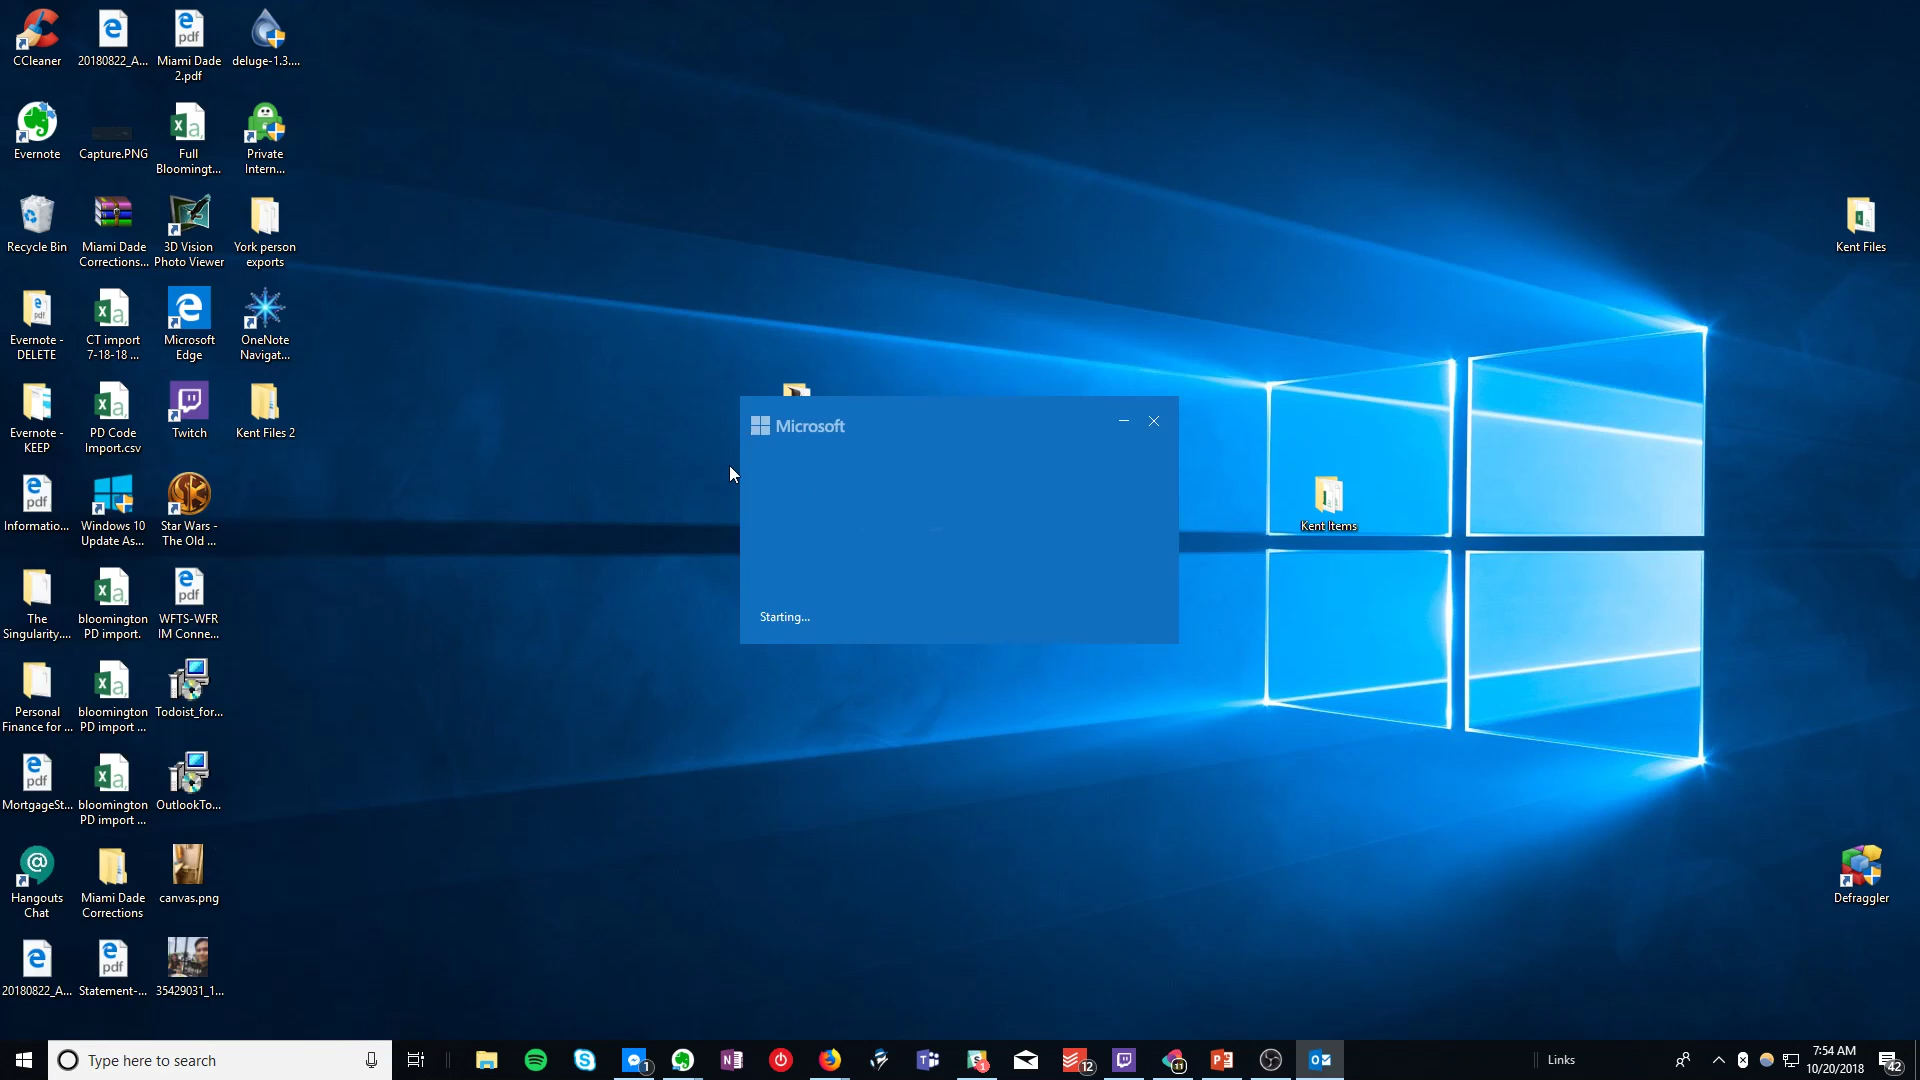 CCleaner
20180822_A...
Miami Dade
2.pdf
deluge-1.3....
Evernote
Capture.PNG
Full
Bloomingt...
Private
Intern...
Recycle Bin
Miami Dade
Corrections...
3D Vision
Photo Viewer
York person
exports
Kent Files
Evernote -
DELETE
CT import
7-18-18 ...
Microsoft
Edge
OneNote
Navigat...
Evernote -
KEEP
PD Code
Import.csv
Twitch
Kent Files 2
Microsoft
Starting...
Kent Items
Informatio...
Windows 10
Update As...
Star Wars -
The Old ...
The
Singularity....
bloomington
PD import.
WFTS-WFR
IM Conne...
Personal
Finance for ...
bloomington
PD import ...
Todoist_for...
MortgageSt...
bloomington
PD import ...
OutlookTo...
Hangouts
Chat
Miami Dade
Corrections
canvas.png
Defraggler
20180822_A...
Statement-...
35429031_1...
Type here to search
1
1
12
11
Links
7:54 AM
10/20/2018
42